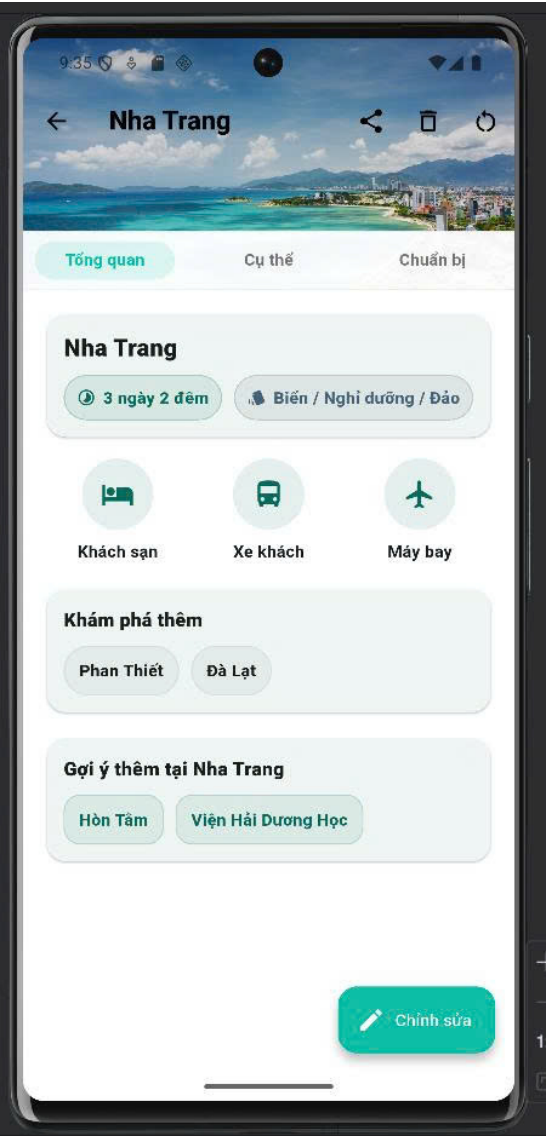 9:35
Nha Trang
Tổng quan
Cụ thể
Chuẩn bị
Nha Trang
3 ngày 2 đêm
Biển / Nghỉ dưỡng / Đảo
Khách sạn
Xe khách
Máy bay
Khám phá thêm
Phan Thiết
Đà Lạt
Gợi ý thêm tại Nha Trang
Hòn Tằm
Viện Hải Dương Học
Chỉnh sửa